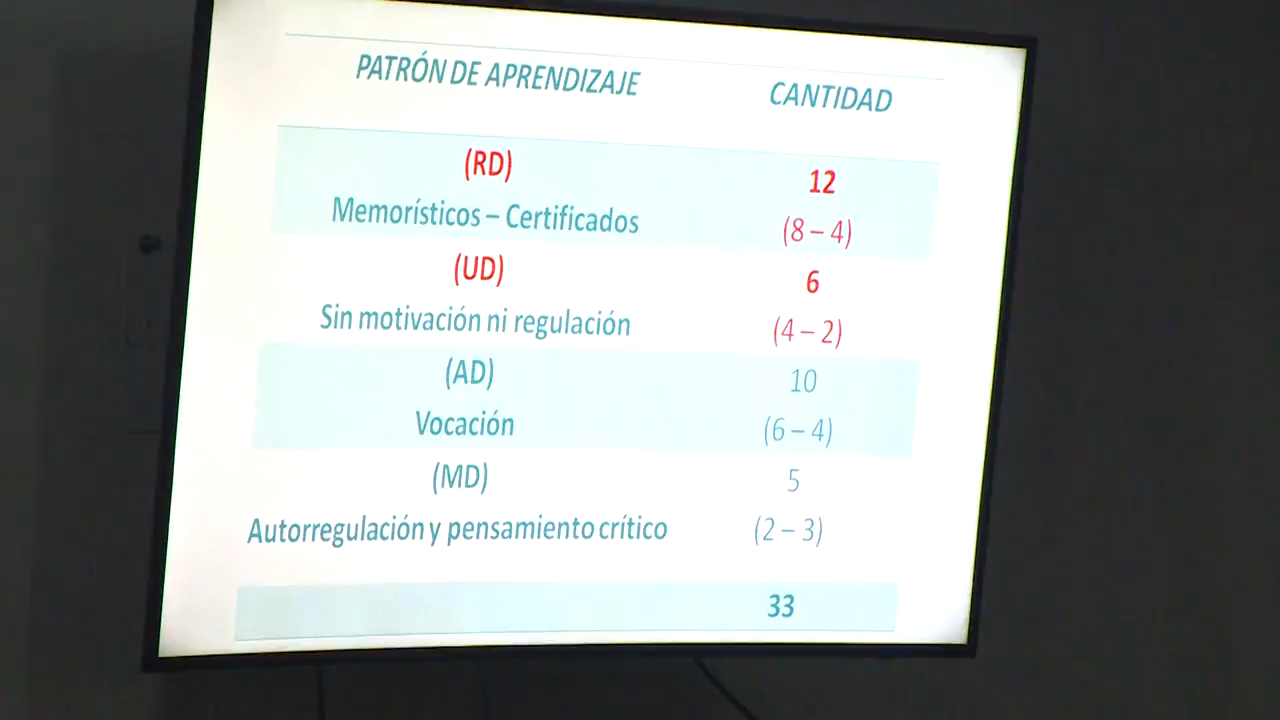 PATRÓN DE APRENDIZAJE CANTIDAD
(RD) 12
Memorísticos – Certificados (8 – 4)
(UD) 6
Sin motivación ni regulación (4 – 2)
(AD) 10
Vocación (6 – 4)
(MD) 5
Autorregulación y pensamiento crítico (2 – 3)
33